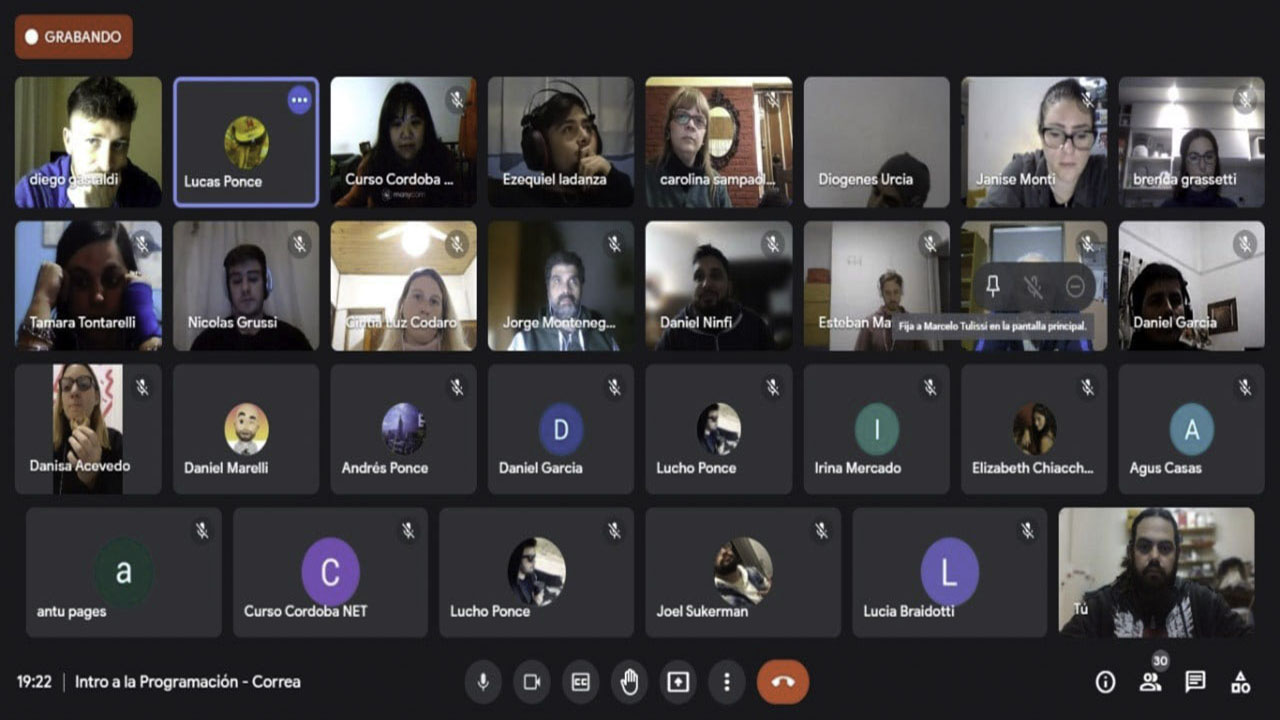 GRABANDO
diego gastaldi
Lucas Ponce
Curso Cordoba ...
manycam
Ezequiel Iadanza
carolina sampaol...
Diogenes Urcia
Janise Monti
brenda grassetti
Tamara Tontarelli
Nicolas Grussi
Cintia Luz Codaro
Jorge Monteneg...
Daniel Ninfi
Esteban Ma
Fija a Marcelo Tulissi en la pantalla principal.
Daniel Garcia
Danisa Acevedo
Daniel Marelli
Andrés Ponce
D
Daniel Garcia
Lucho Ponce
I
Irina Mercado
Elizabeth Chiacch...
A
Agus Casas
a
antu pages
C
Curso Cordoba NET
Lucho Ponce
Joel Sukerman
L
Lucia Braidotti
Tú
19:22 | Intro a la Programación - Correa
CC
30